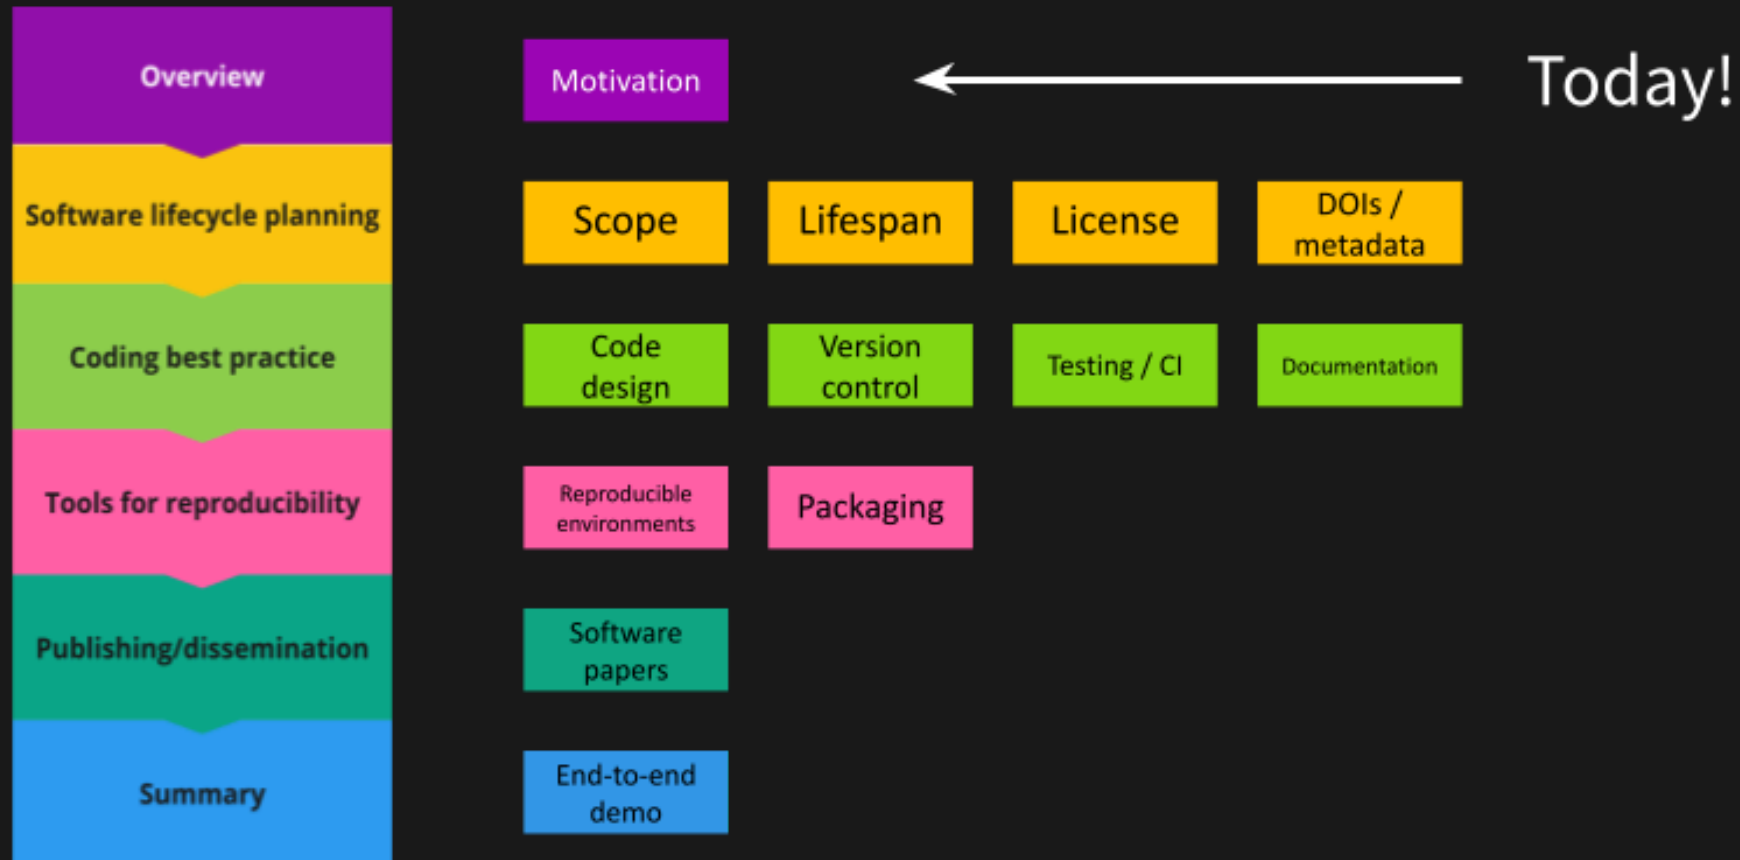 Overview
Motivation
Today!
Software lifecycle planning
Scope
Lifespan
License
DOIs /
metadata
Coding best practice
Code
design
Version
control
Testing / CI
Documentation
Tools for reproducibility
Reproducible
environments
Packaging
Publishing/dissemination
Software
papers
Summary
End-to-end
demo